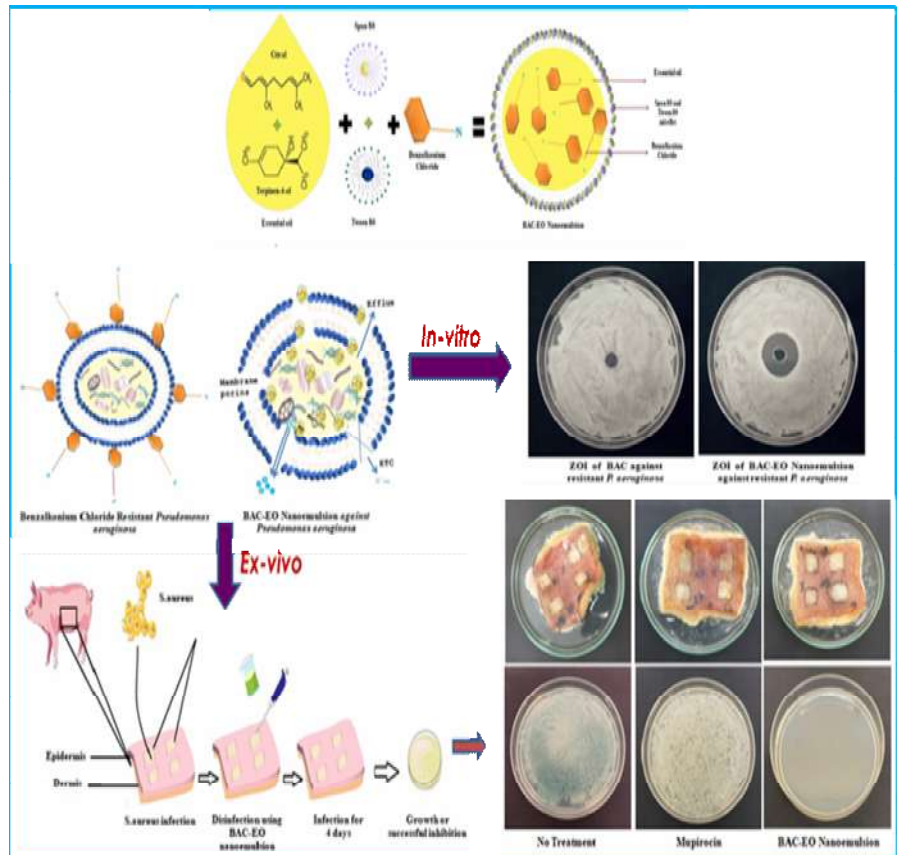 Span 80
Citral
Terpinen-4-ol
Essential oil
Tween 80
N
Benzalkonium
Chloride
Essential oil
Span 80 and
Tween 80
micelles
Benzalkonium
Chloride
BAC-EO Nanoemulsion
Efflux
Membrane
porins
In-vitro
Benzalkonium Chloride Resistant Pseudomonas
aeruginosa
BAC-EO Nanoemulsion against
Pseudomonas aeruginosa
ZOI of BAC against
resistant P. aeruginosa
ZOI of BAC-EO Nanoemulsion
against resistant P. aeruginosa
Ex-vivo
S.aureus
Epidermis
Dermis
S.aureus infection
Disinfection using
BAC-EO
nanoemulsion
Infection for
4 days
Growth or
successful inhibition
No Treatment
Mupirocin
BAC-EO Nanoemulsion